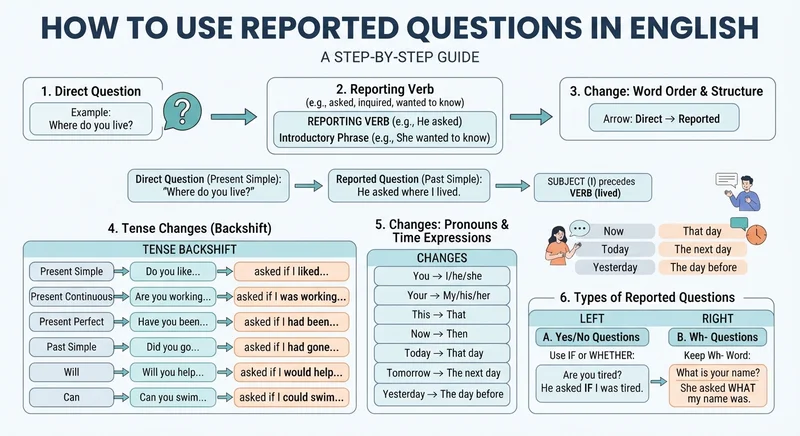 HOW TO USE REPORTED QUESTIONS IN ENGLISH
A STEP-BY-STEP GUIDE
1. Direct Question
Example:
Where do you live?
?
2. Reporting Verb
(e.g., asked, inquired, wanted to know)
REPORTING VERB (e.g., He asked)
Introductory Phrase (e.g., She wanted to know)
3. Change: Word Order & Structure
Arrow: Direct → Reported
Direct Question (Present Simple):
"Where do you live?"
Reported Question (Past Simple):
He asked where I lived.
SUBJECT (I) precedes
VERB (lived)
4. Tense Changes (Backshift)
TENSE BACKSHIFT
Present Simple → Do you like... → asked if I liked...
Present Continuous → Are you working... → asked if I was working...
Present Perfect → Have you been... → asked if I had been...
Past Simple → Did you go... → asked if I had gone...
Will → Will you help... → asked if I would help...
Can → Can you swim... → asked if I could swim...
5. Changes: Pronouns &
Time Expressions
CHANGES
You → I/he/she
Your → My/his/her
This → That
Now → Then
Today → That day
Tomorrow → The next day
Yesterday → The day before
Now That day
Today The next day
Yesterday The day before
6. Types of Reported Questions
LEFT
A. Yes/No Questions
Use IF or WHETHER:
Are you tired?
He asked IF I was tired.
RIGHT
B. Wh- Questions
Keep Wh- Word:
What is your name?
She asked WHAT
my name was.